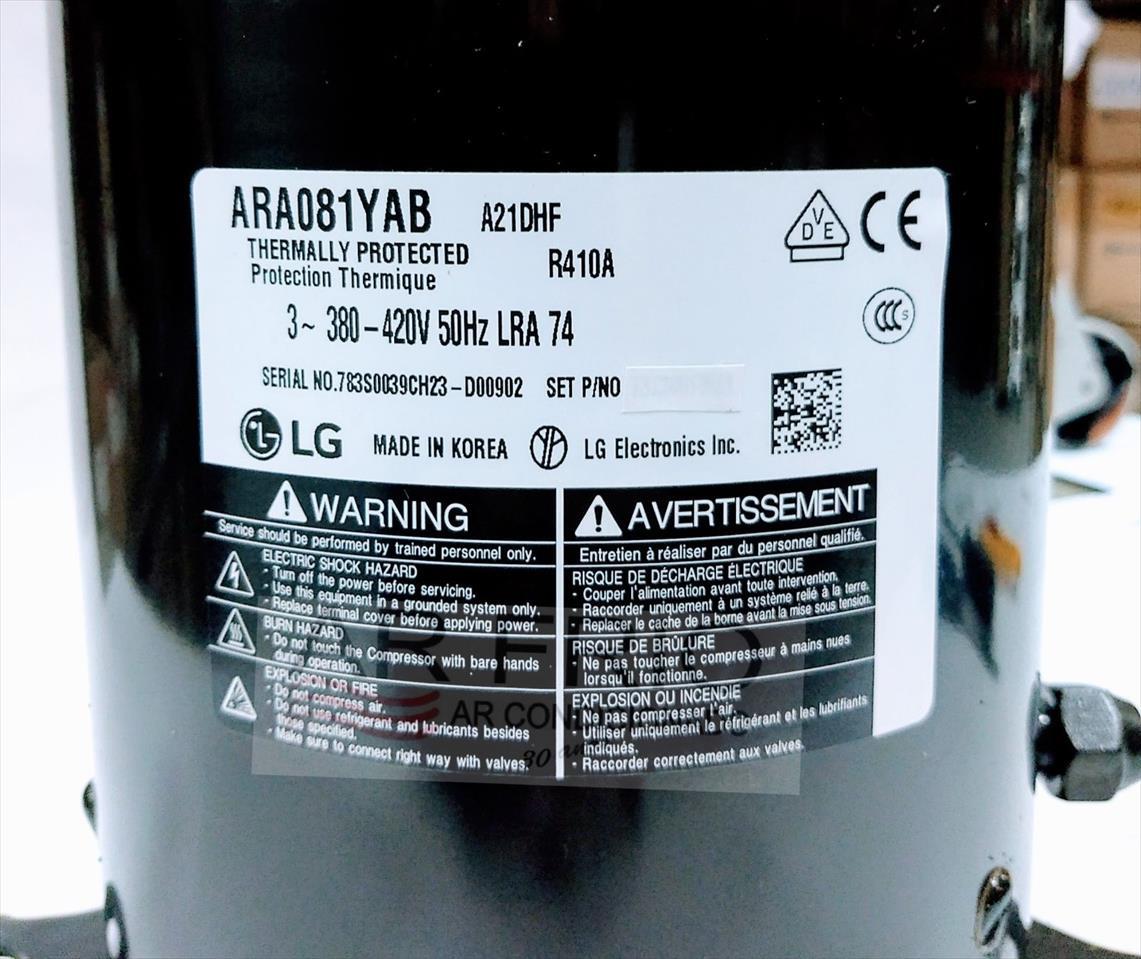 ARA081YAB A21DHF
THERMALLY PROTECTED
Protection Thermique
R410A
3~ 380-420V 50Hz LRA 74
SERIAL NO.783S0039CH23-D00902 SET P/NO
LG MADE IN KOREA LG Electronics Inc.
VDE CE
CCC S
WARNING
Service should be performed by trained personnel only.
ELECTRIC SHOCK HAZARD
· Turn off the power before servicing.
· Use this equipment in a grounded system only.
· Replace terminal cover before applying power.
BURN HAZARD
· Do not touch the Compressor with bare hands
during operation.
EXPLOSION OR FIRE
· Do not compress air.
· Do not use refrigerant and lubricants besides
those specified.
· Make sure to connect right way with valves.
AVERTISSEMENT
Entretien à réaliser par du personnel qualifié.
RISQUE DE DÉCHARGE ÉLECTRIQUE
· Couper l'alimentation avant toute intervention.
· Raccorder uniquement à un système relié à la terre.
· Replacer le cache de la borne avant la mise sous tension.
RISQUE DE BRÛLURE
· Ne pas toucher le compresseur à mains nues
lorsqu'il fonctionne.
EXPLOSION OU INCENDIE
· Ne pas compresser l'air.
· Utiliser uniquement le réfrigérant et les lubrifiants
indiqués.
· Raccorder correctement aux valves.
AR
AR
30